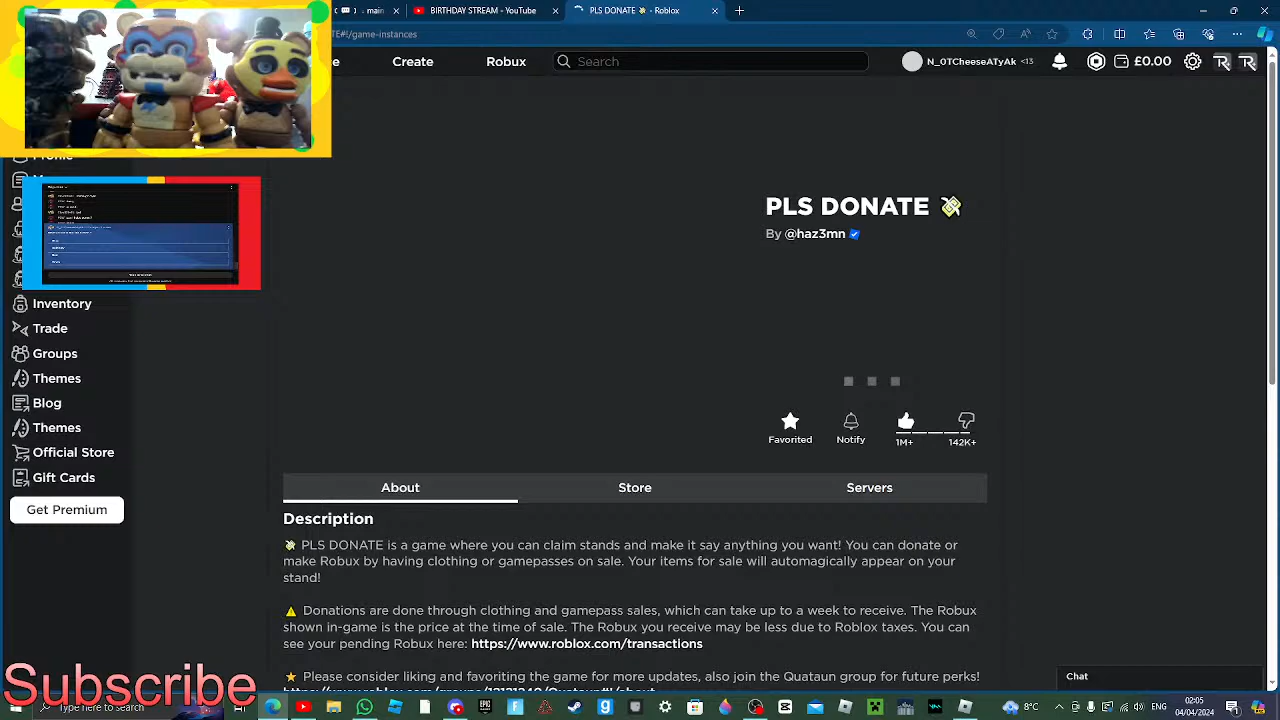 ) . main
BIRTHDAY STREAM - YouTube
PLS DONATE 💸 - Roblox
E#!/game-instances
Create
Roblox
Search
N_OTCheeseAtyAk
£0.00
Profile
Inventory
Trade
Groups
Themes
Blog
Themes
Official Store
Gift Cards
Get Premium
PLS DONATE 💸
By @haz3mn
Favorited
Notify
1M+
142K+
About
Store
Servers
Description
💸 PLS DONATE is a game where you can claim stands and make it say anything you want! You can donate or
make Robux by having clothing or gamepasses on sale. Your items for sale will automagically appear on your
stand!
⚠️ Donations are done through clothing and gamepass sales, which can take up to a week to receive. The Robux
shown in-game is the price at the time of sale. The Robux you receive may be less due to Roblox taxes. You can
see your pending Robux here: https://www.roblox.com/transactions
⭐ Please consider liking and favoriting the game for more updates, also join the Quatuan group for future perks!
Chat
Subscribe
here to search
8°C
02:05
/04/2024